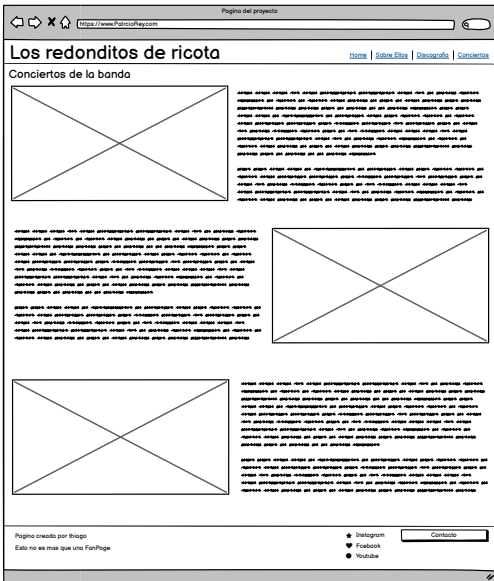 Pagina del proyecto
https://www.PatricioRey.com
Los redonditos de ricota
Home | Sobre Ellos | Discografia | Conciertos
Conciertos de la banda
Pagina creada por thiago
Esto no es mas que una FanPage
Instagram
Fcebook
Youtube
Contacto